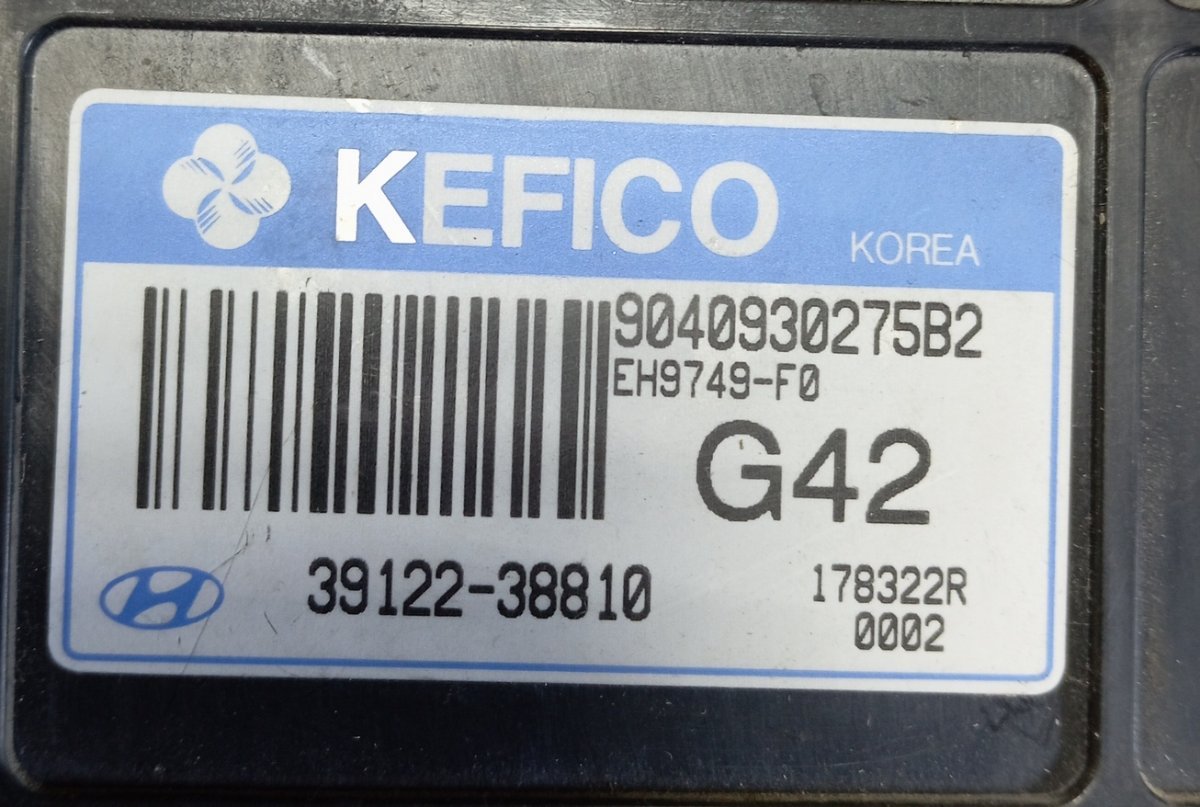 KEFICO
KOREA
9040930275B2
EH9749-F0
G42
39122-38810
178322R
0002